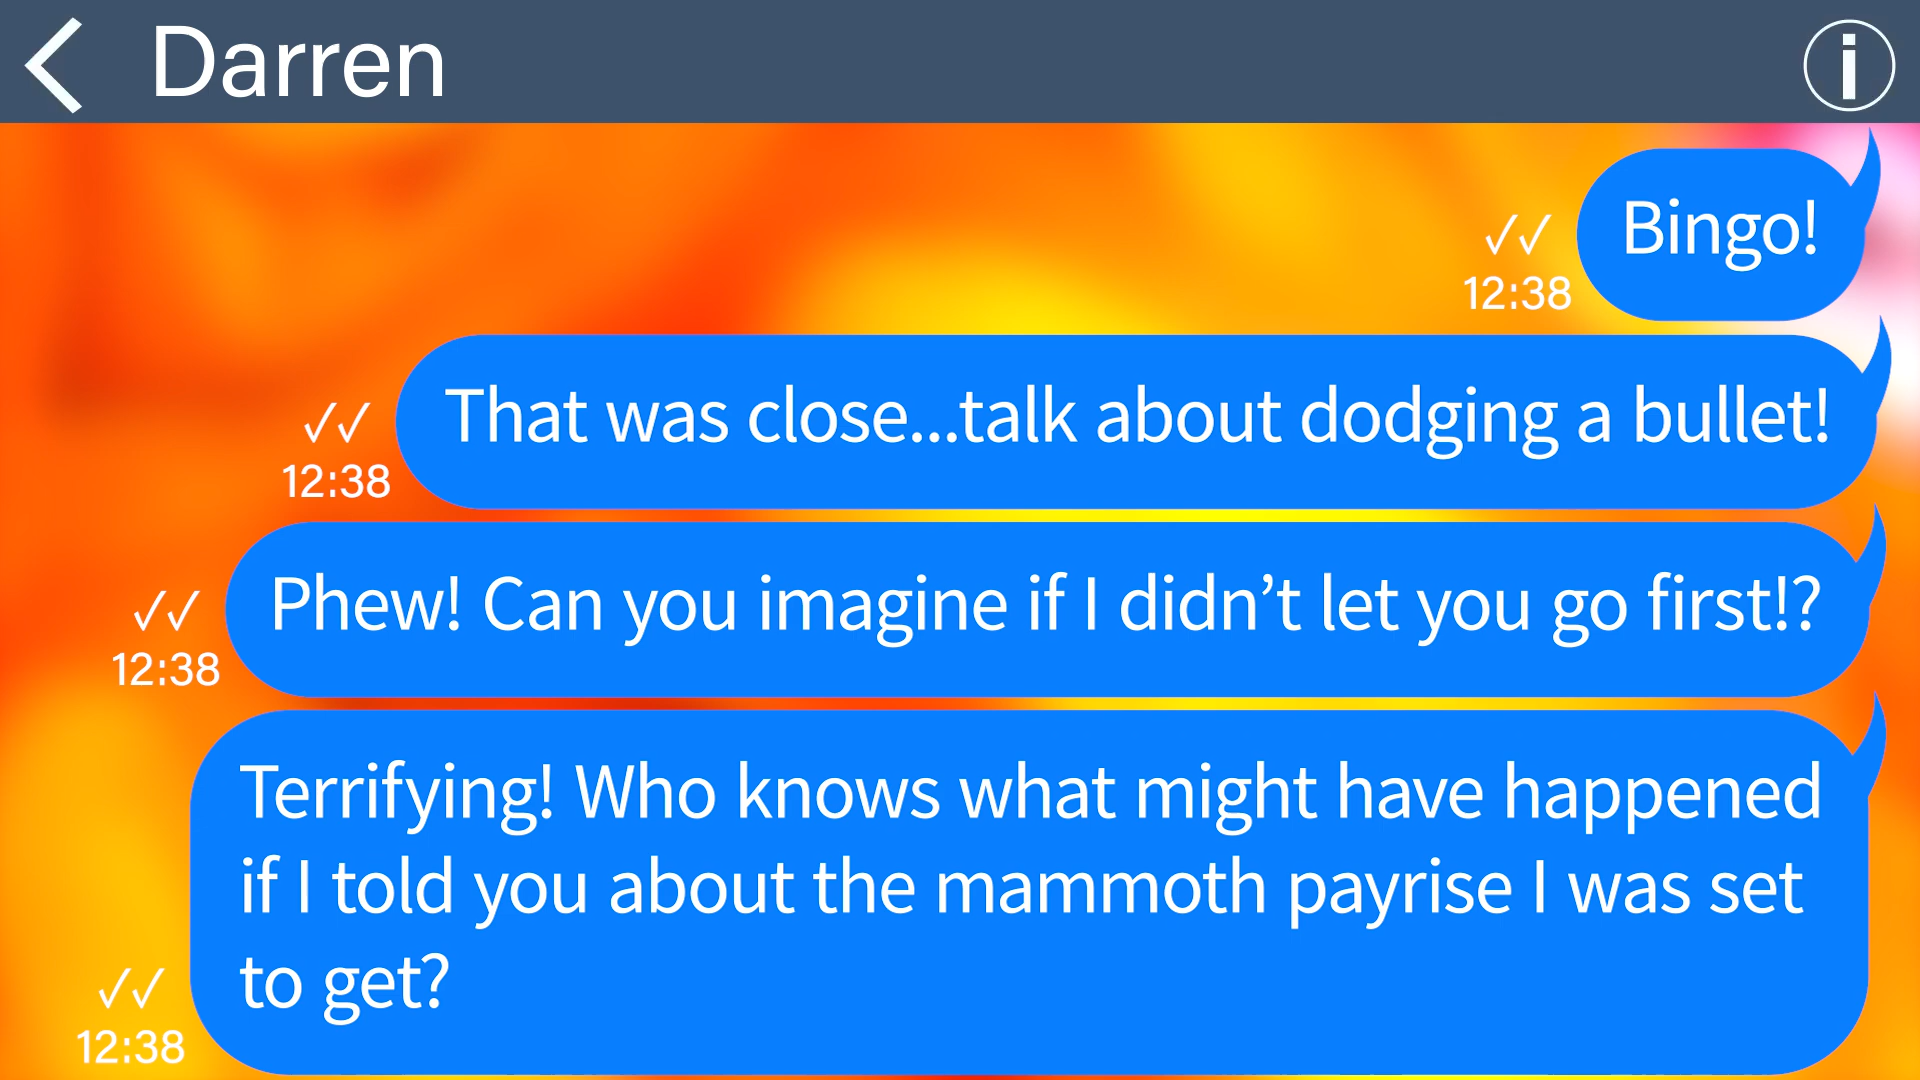 Darren
Bingo!
✓✓
12:38
That was close...talk about dodging a bullet!
✓✓
12:38
Phew! Can you imagine if I didn’t let you go first!?
✓✓
12:38
Terrifying! Who knows what might have happened
if I told you about the mammoth payrise I was set
to get?
✓✓
12:38